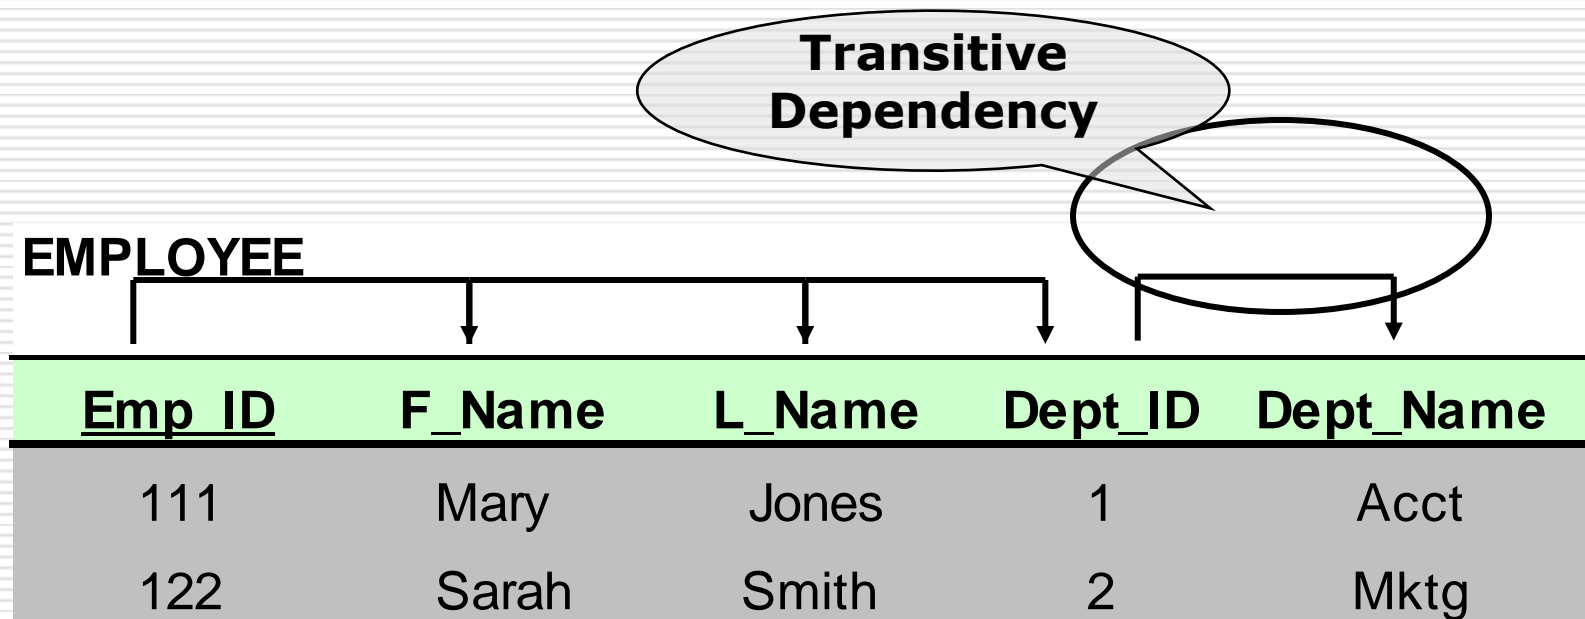 Transitive
Dependency
EMPLOYEE
Emp_ID F_Name L_Name Dept_ID Dept_Name
111 Mary Jones 1 Acct
122 Sarah Smith 2 Mktg